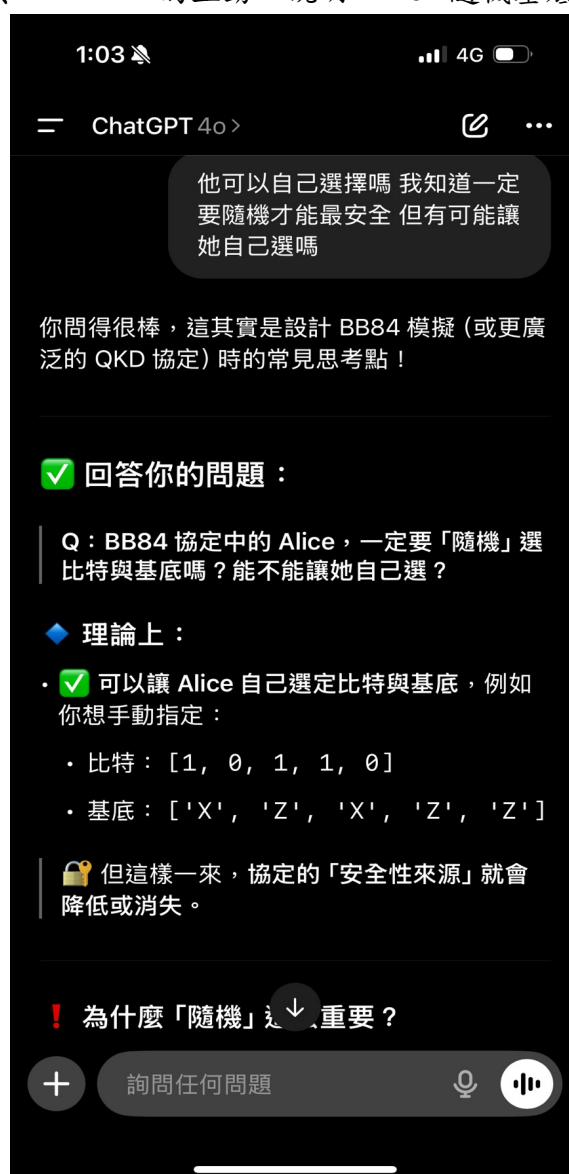 1:03
4G
ChatGPT 4o >
他可以自己選擇嗎 我知道一定
要隨機才能最安全 但有可能讓
她自己選嗎
你問得很棒，這其實是設計 BB84 模擬（或更廣
泛的 QKD 協定）時的常見思考點！
✅ 回答你的問題：
Q：BB84 協定中的 Alice，一定要「隨機」選
比特與基底嗎？能不能讓她自己選？
🔷 理論上：
• ✅ 可以讓 Alice 自己選定比特與基底，例如
你想手動指定：
• 比特： [1, 0, 1, 1, 0]
• 基底： ['X', 'Z', 'X', 'Z', 'Z']
🔐 但這樣一來，協定的「安全性來源」就會
降低或消失。
❗ 為什麼「隨機」重要？
詢問任何問題